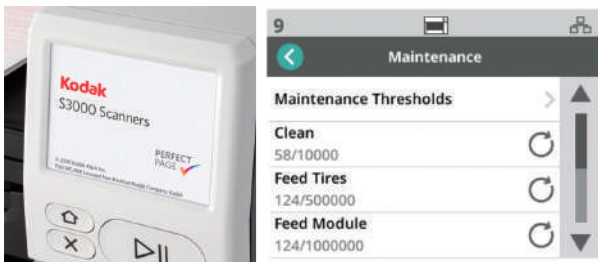 Kodak
S3000 Scanners
PERFECT
PAGE
9
Maintenance
Maintenance Thresholds
Clean
58/10000
Feed Tires
124/500000
Feed Module
124/1000000